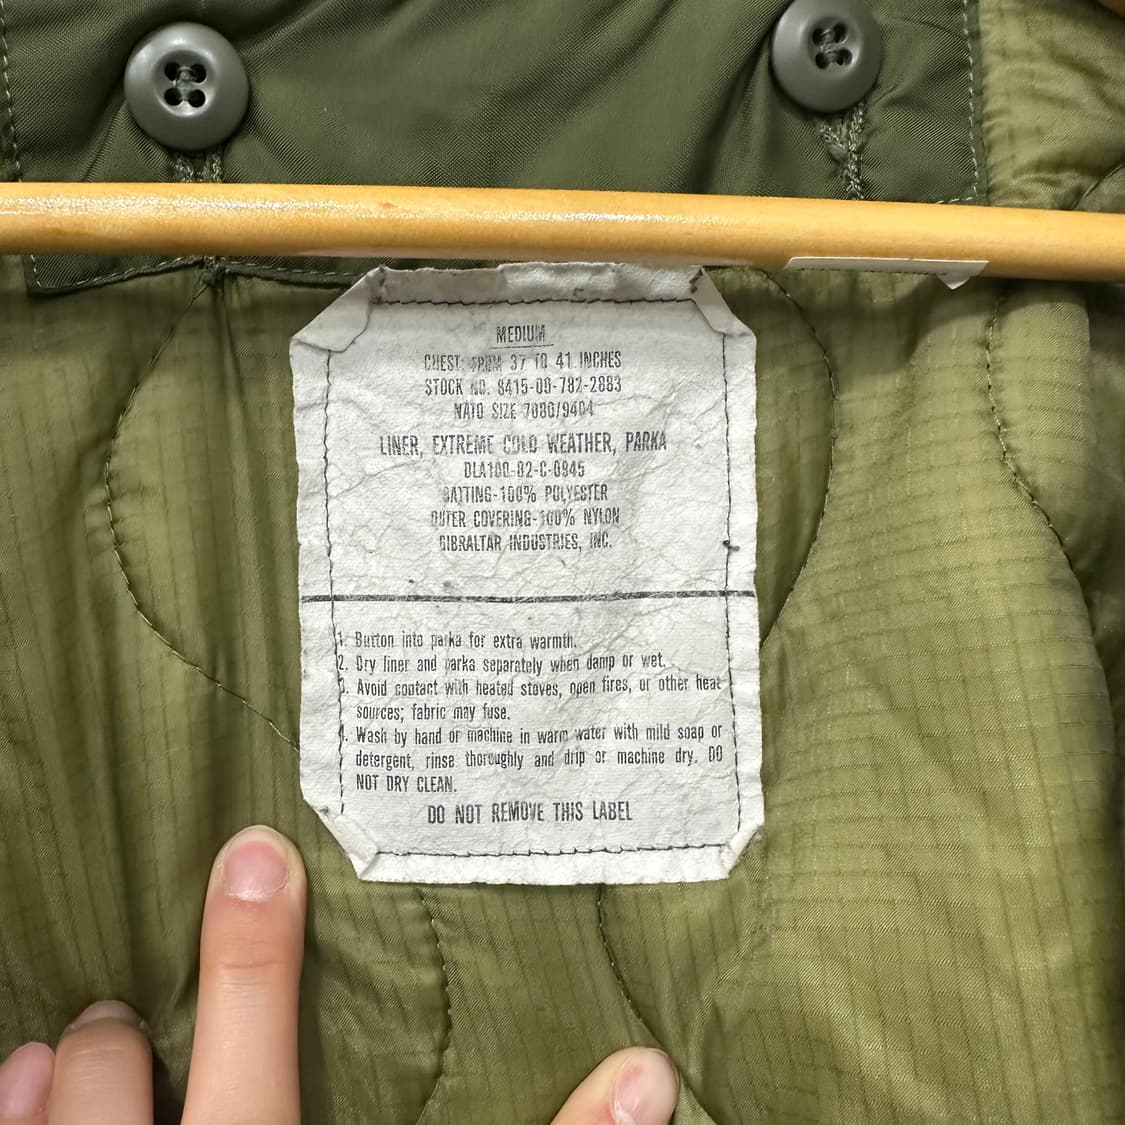 MEDIUM
CHEST: FROM 37 TO 41 INCHES
STOCK NO. 8415-00-782-2883
NATO SIZE 7080/9404
LINER, EXTREME COLD WEATHER, PARKA
DLA100-82-C-0945
BATTING-100% POLYESTER
OUTER COVERING-100% NYLON
GIBRALTAR INDUSTRIES, INC.
1. Button into parka for extra warmth.
2. Dry liner and parka separately when damp or wet.
3. Avoid contact with heated stoves, open fires, or other heat
sources; fabric may fuse.
4. Wash by hand or machine in warm water with mild soap or
detergent, rinse thoroughly and drip or machine dry. DO
NOT DRY CLEAN.
DO NOT REMOVE THIS LABEL